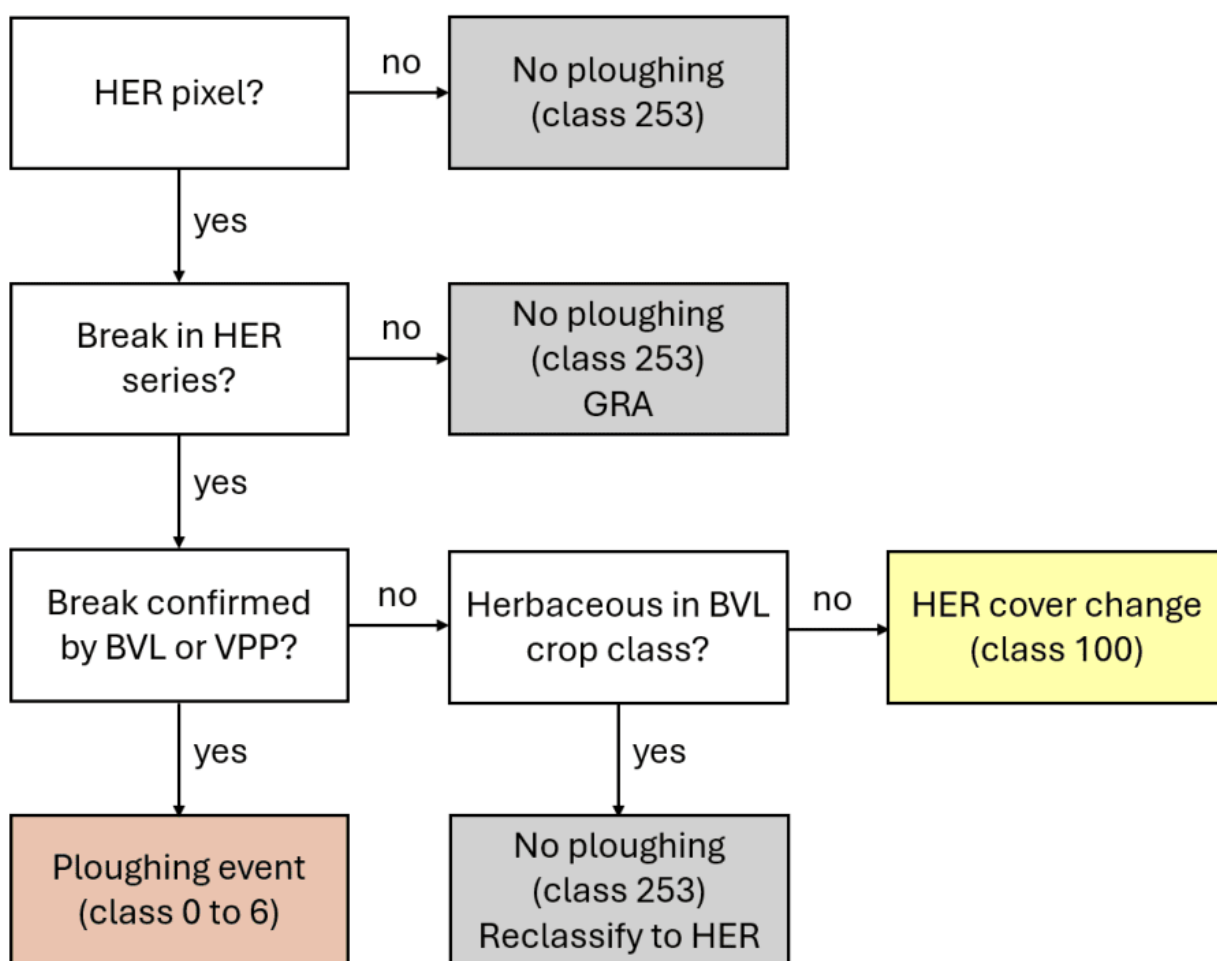 HER pixel?
no
No ploughing
(class 253)
yes
Break in HER
series?
no
No ploughing
(class 253)
GRA
yes
Break confirmed
by BVL or VPP?
no
Herbaceous in BVL
crop class?
no
HER cover change
(class 100)
yes
yes
Ploughing event
(class 0 to 6)
No ploughing
(class 253)
Reclassify to HER